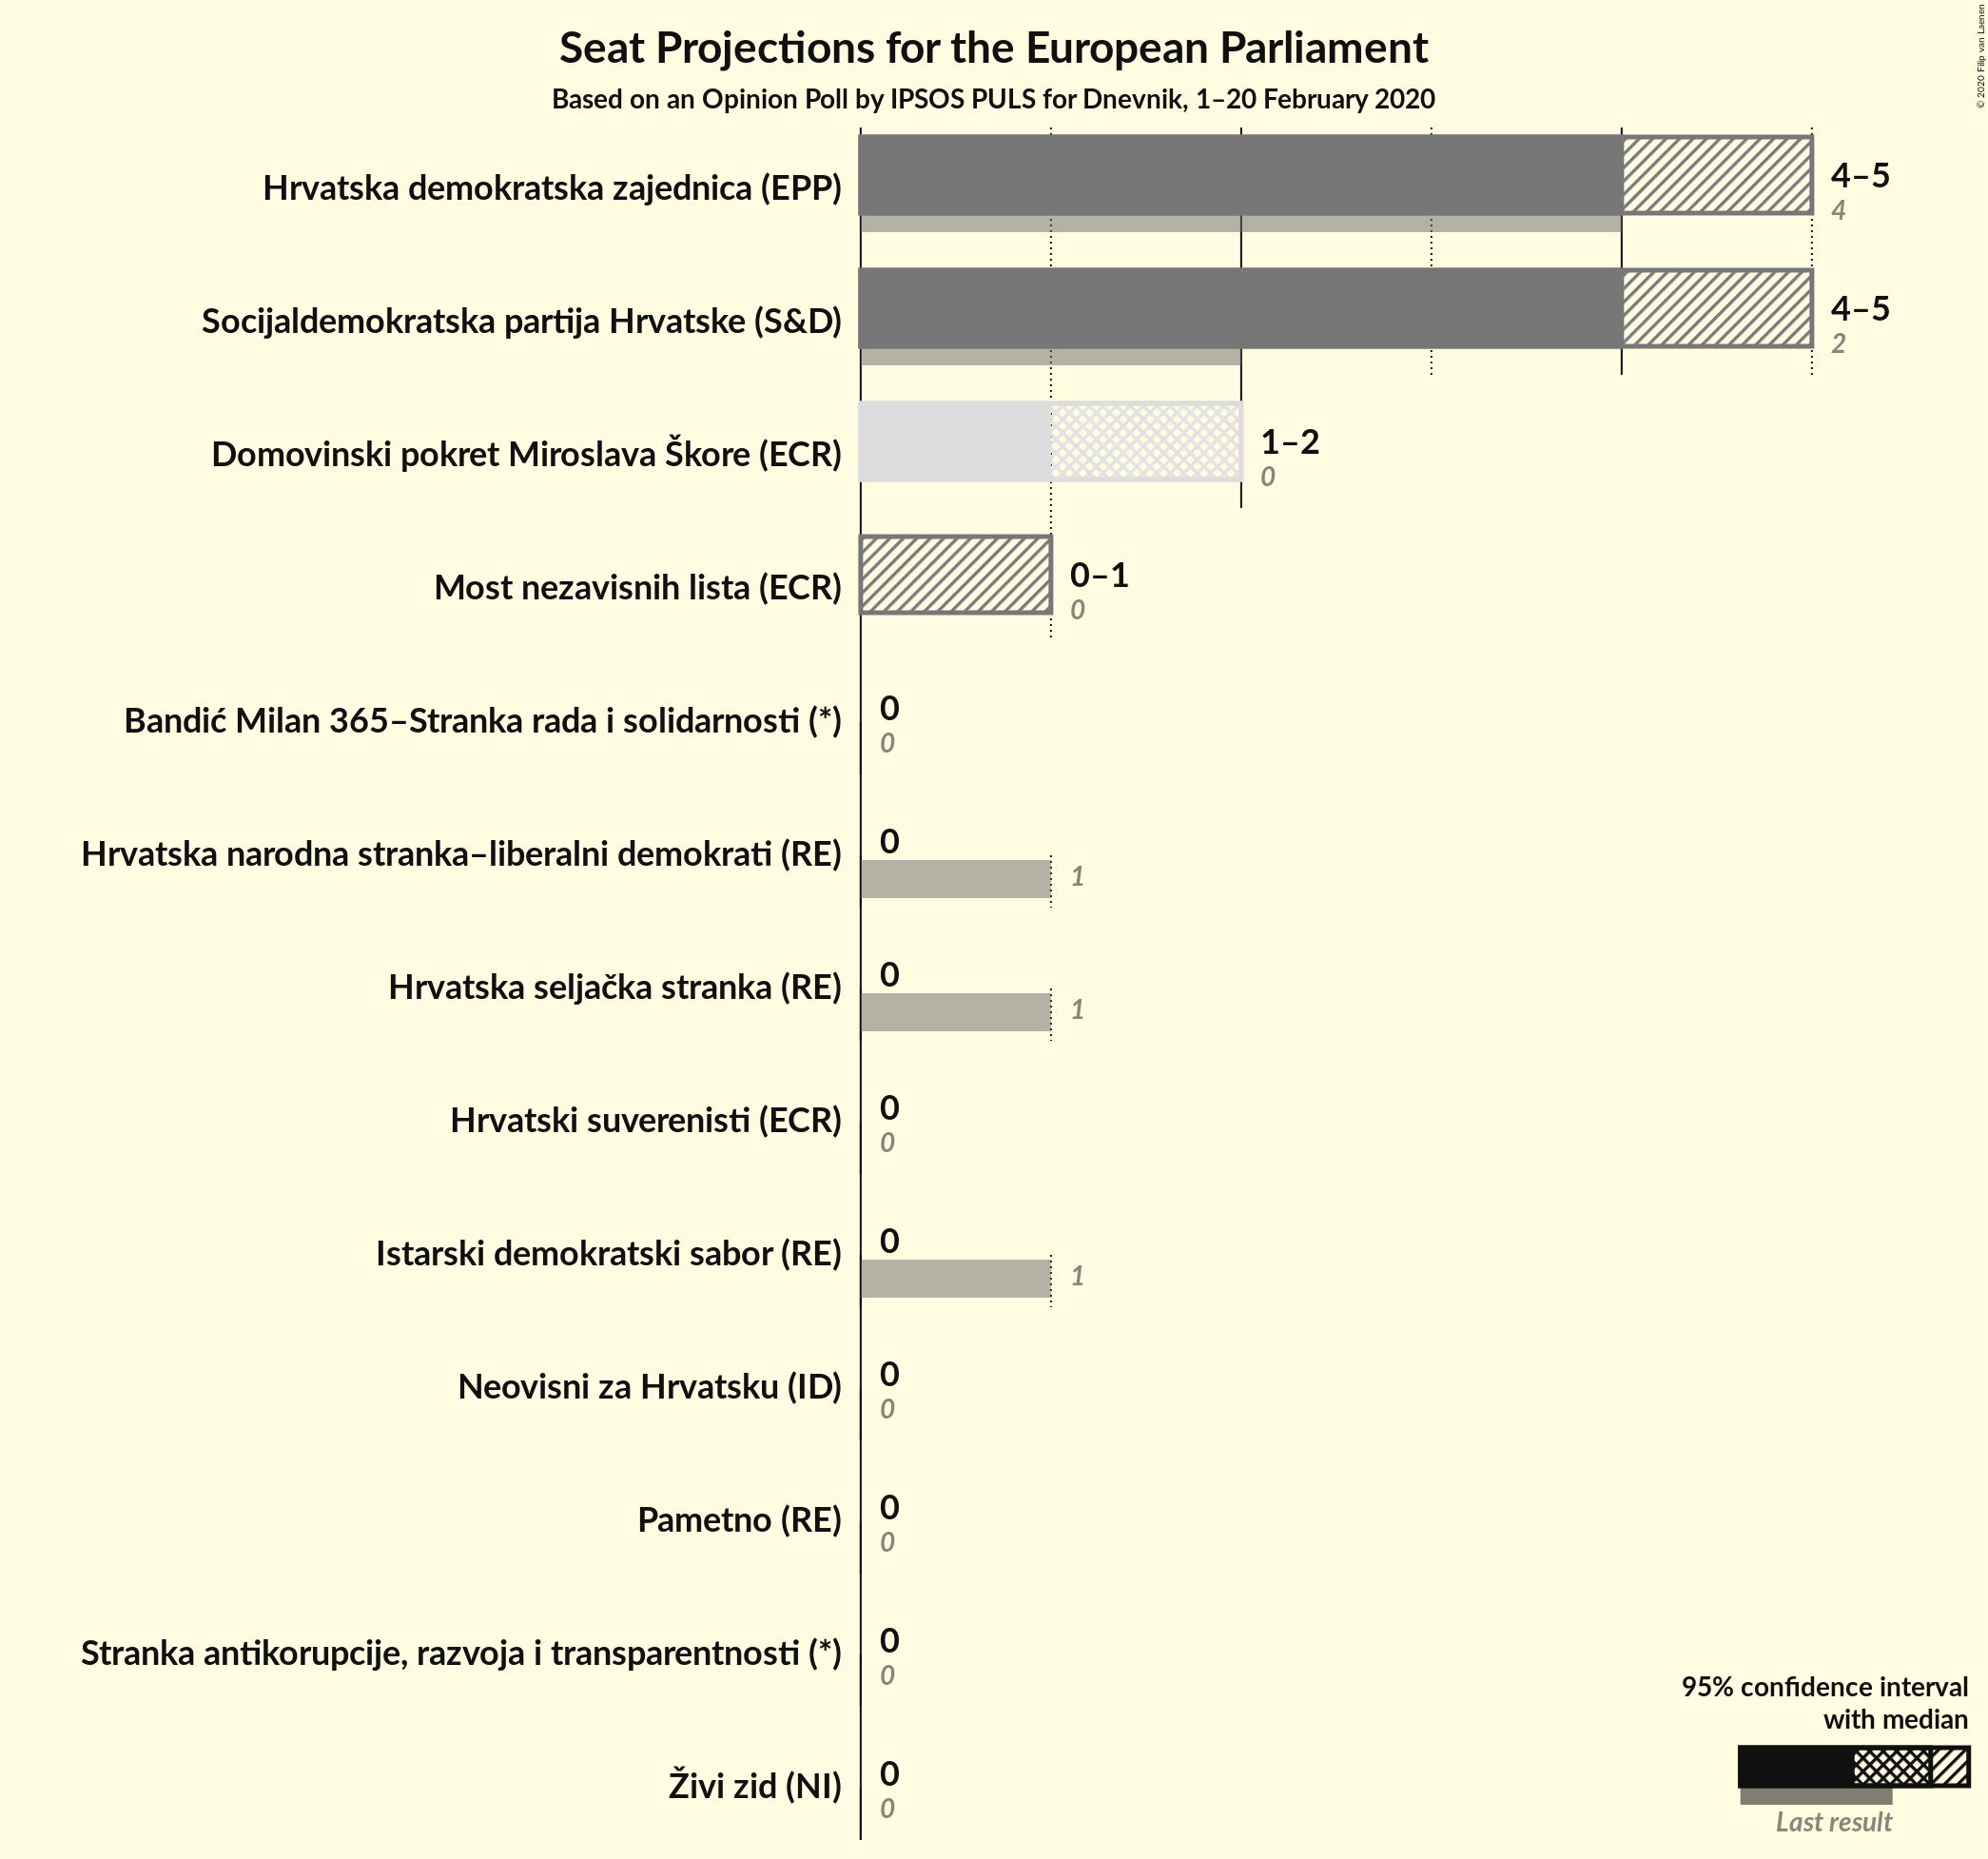 Seat Projections for the European Parliament
Based on an Opinion Poll by IPSOS PULS for Dnevnik, 1–20 February 2020
© 2020 Filip van Laenen
Hrvatska demokratska zajednica (EPP)
4–5
4
Socijaldemokratska partija Hrvatske (S&D)
4–5
2
Domovinski pokret Miroslava Škore (ECR)
1–2
0
Most nezavisnih lista (ECR)
0–1
0
Bandić Milan 365–Stranka rada i solidarnosti (*)
0
0
Hrvatska narodna stranka–liberalni demokrati (RE)
0
1
Hrvatska seljačka stranka (RE)
0
1
Hrvatski suverenisti (ECR)
0
0
Istarski demokratski sabor (RE)
0
1
Neovisni za Hrvatsku (ID)
0
0
Pametno (RE)
0
0
Stranka antikorupcije, razvoja i transparentnosti (*)
0
0
Živi zid (NI)
0
0
95% confidence interval
with median
Last result